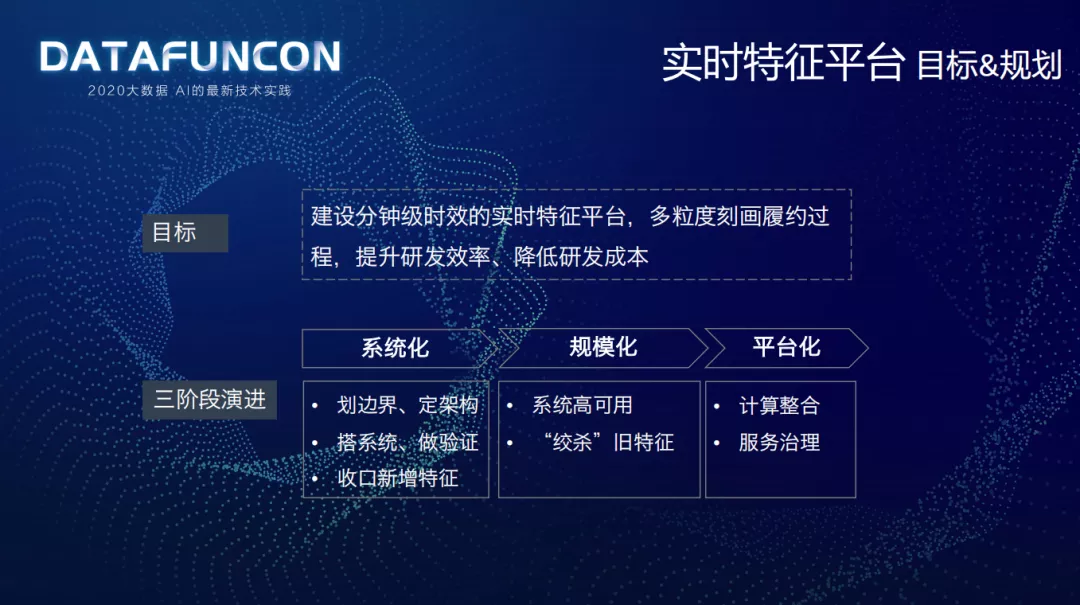 DATAFUNCON
2020大数据 AI的最新技术实践
实时特征平台 目标&规划
目标
建设分钟级时效的实时特征平台，多粒度刻画履约过
程，提升研发效率、降低研发成本
三阶段演进
系统化
规模化
平台化
• 划边界、定架构
• 搭系统、做验证
• 收口新增特征
• 系统高可用
• “绞杀”旧特征
• 计算整合
• 服务治理